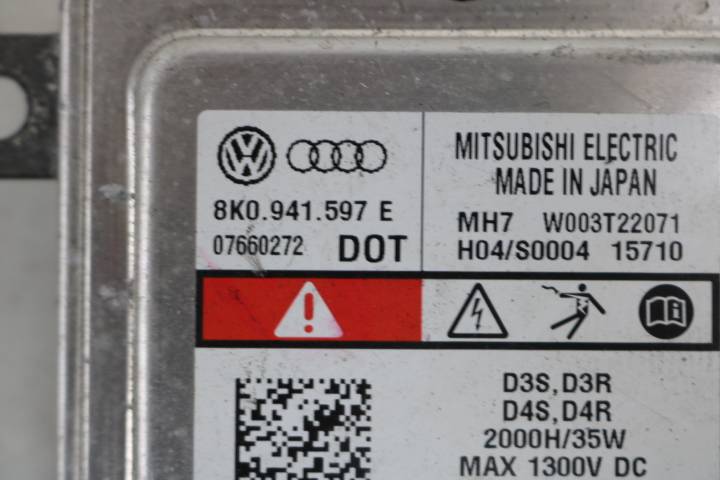 8K0.941.597 E
07660272 DOT
MITSUBISHI ELECTRIC
MADE IN JAPAN
MH7 W003T22071
H04/S0004 15710
D3S,D3R
D4S,D4R
2000H/35W
MAX 1300V DC